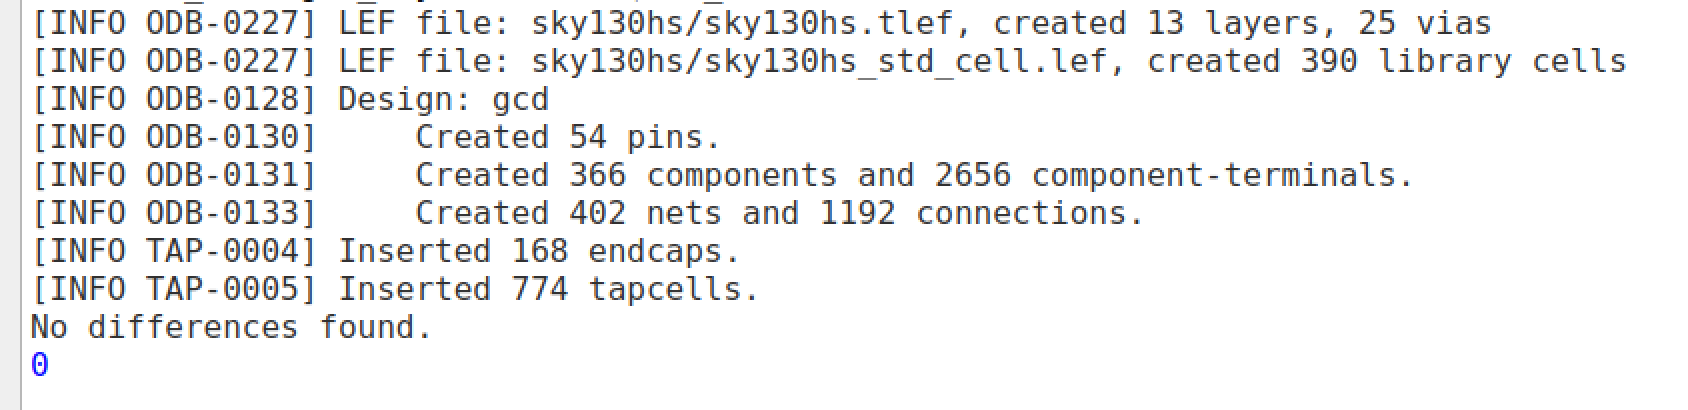 [INFO ODB-0227] LEF file: sky130hs/sky130hs.tlef, created 13 layers, 25 vias
[INFO ODB-0227] LEF file: sky130hs/sky130hs_std_cell.lef, created 390 library cells
[INFO ODB-0128] Design: gcd
[INFO ODB-0130]     Created 54 pins.
[INFO ODB-0131]     Created 366 components and 2656 component-terminals.
[INFO ODB-0133]     Created 402 nets and 1192 connections.
[INFO TAP-0004] Inserted 168 endcaps.
[INFO TAP-0005] Inserted 774 tapcells.
No differences found.
0